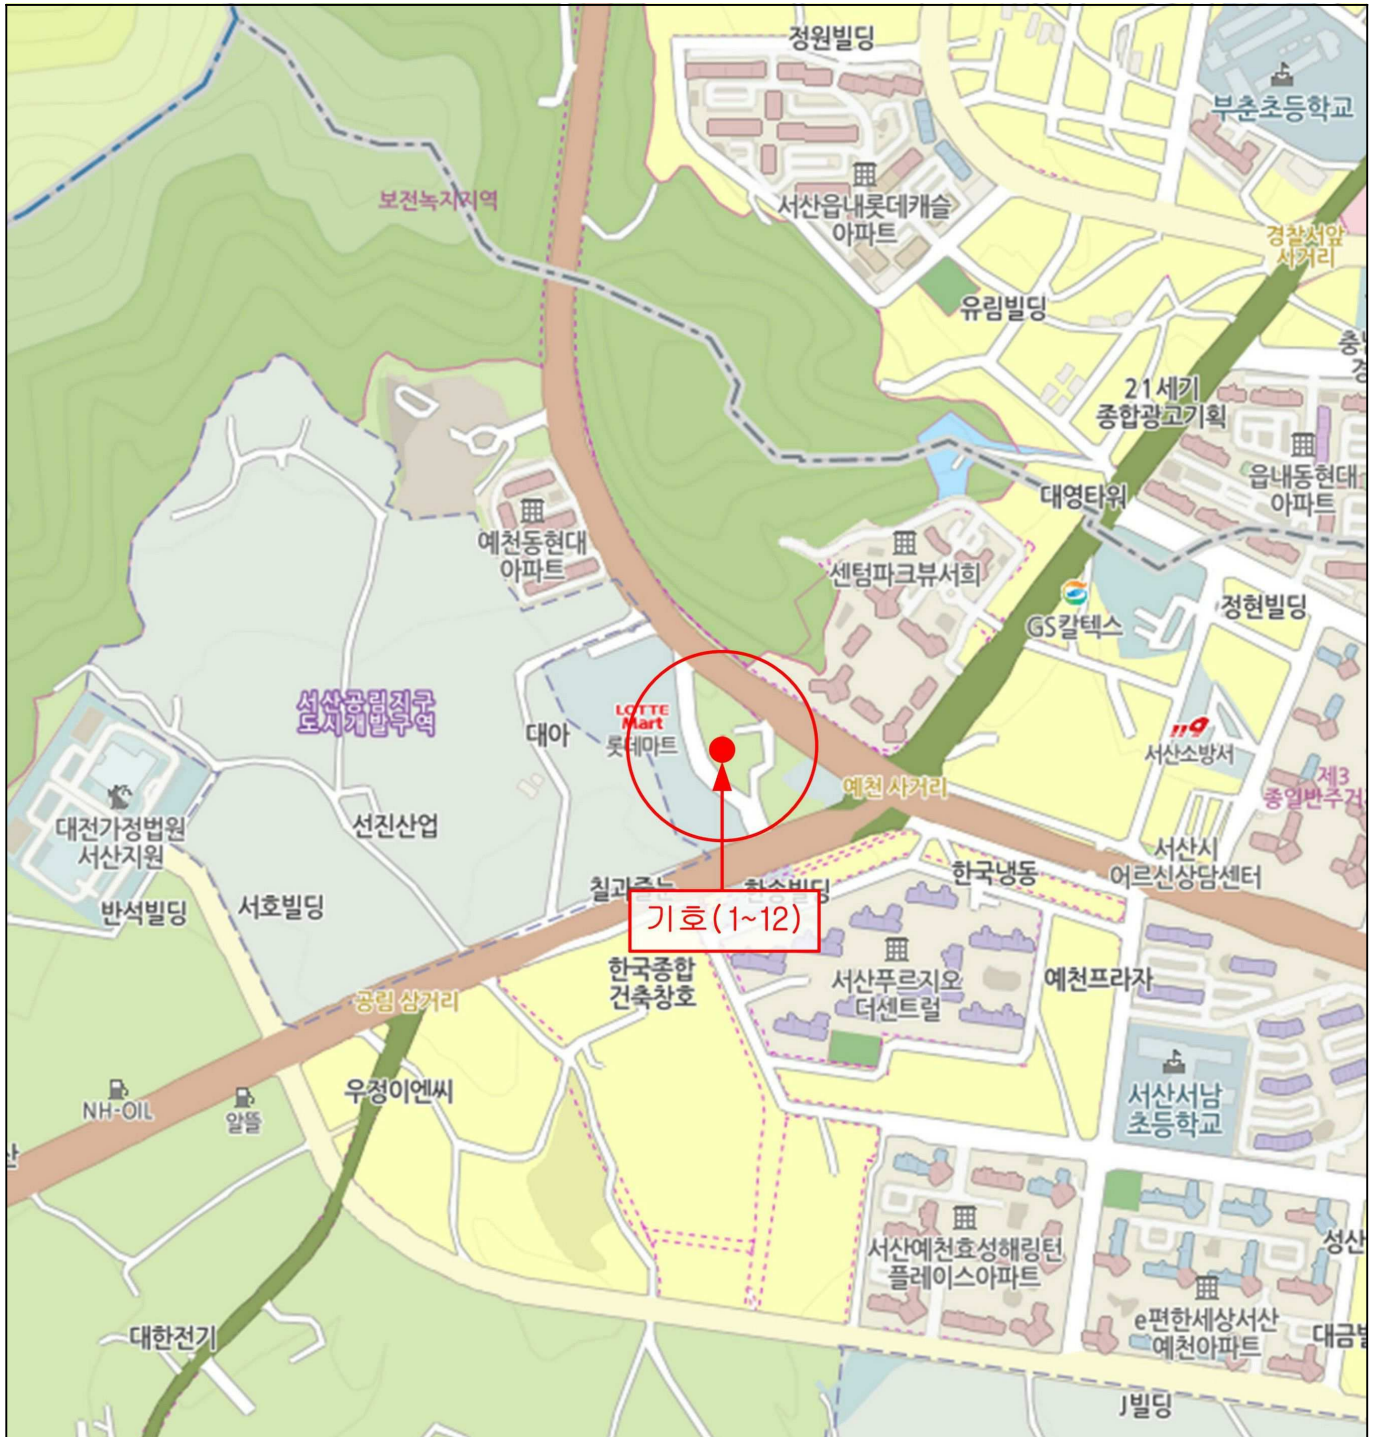 정원빌딩
부춘초등학교
보전녹지지역
서산읍내롯데캐슬
아파트
경찰서앞
사거리
유림빌딩
21세기
종합광고기획
읍내동현대
아파트
대영타워
예천동현대
아파트
센텀파크뷰서희
GS칼텍스
정현빌딩
서산공림지구
도시개발구역
LOTTE
Mart
롯데마트
대아
119
서산소방서
제3
종일반주거
예천 사거리
대전가정법원
서산지원
선진산업
서산시
어르신상담센터
한국냉동
한송빌딩
반석빌딩
서호빌딩
기호(1~12)
한국종합
건축창호
서산푸르지오
더센트럴
예천프라자
공림 삼거리
NH-OIL
알뜰
우정이엔씨
서산서남
초등학교
서산예천효성해링턴
플레이스아파트
성산
e편한세상서산
예천아파트
대한전기
J빌딩